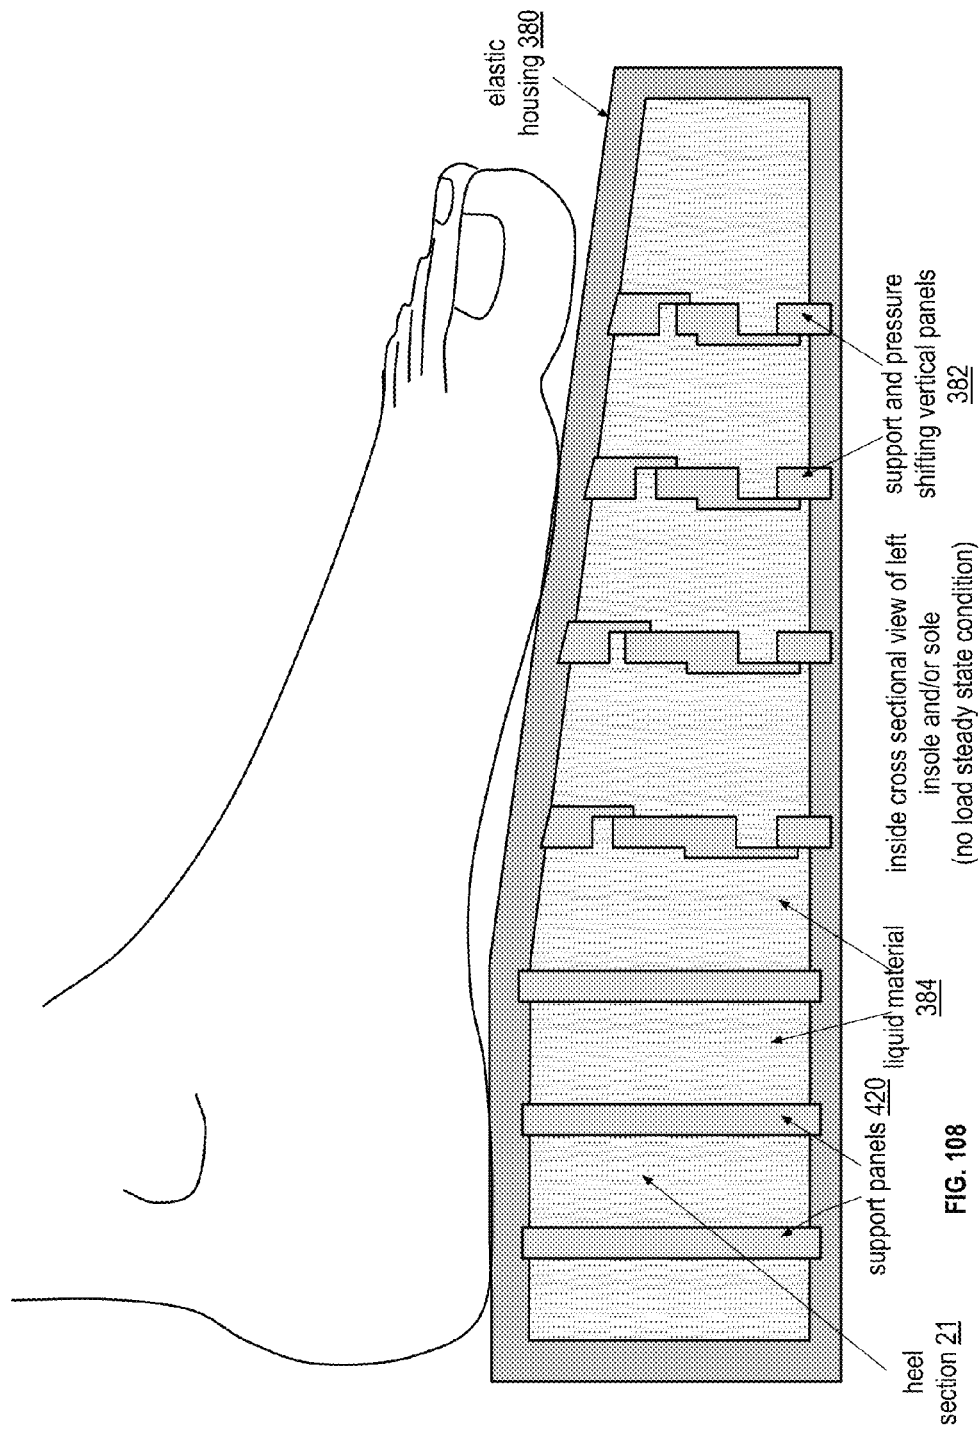 elastic
housing 380
support and pressure
shifting vertical panels
382
inside cross sectional view of left
insole and/or sole
(no load steady state condition)
liquid material
384
support panels 420
heel
section 21
FIG. 108